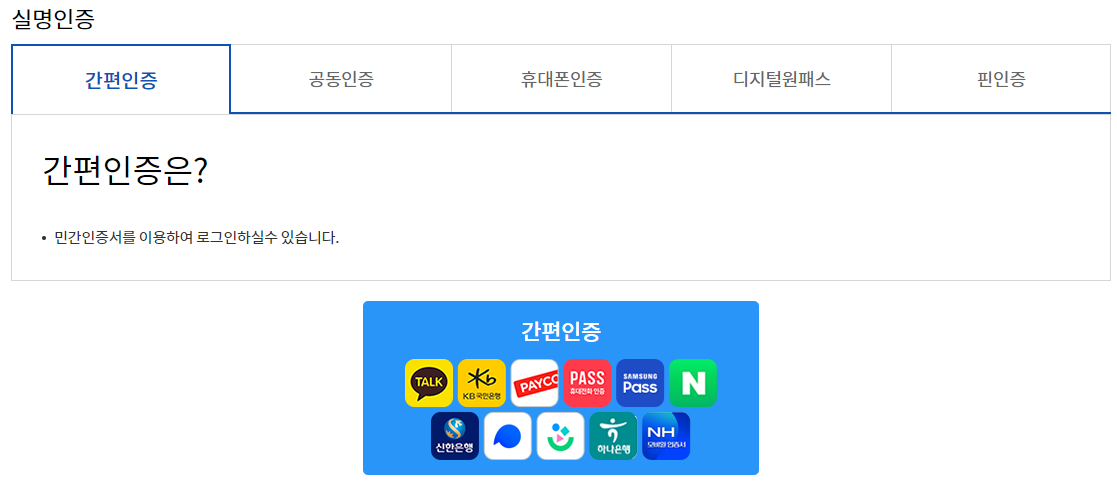 실명인증
간편인증
공동인증
휴대폰인증
디지털원패스
핀인증
간편인증은?
• 민간인증서를 이용하여 로그인하실수 있습니다.
간편인증
TALK
KB국민은행
PAYCO
PASS
휴대전화 인증
SAMSUNG
Pass
N
신한은행
하나은행
NH
모바일 인증서